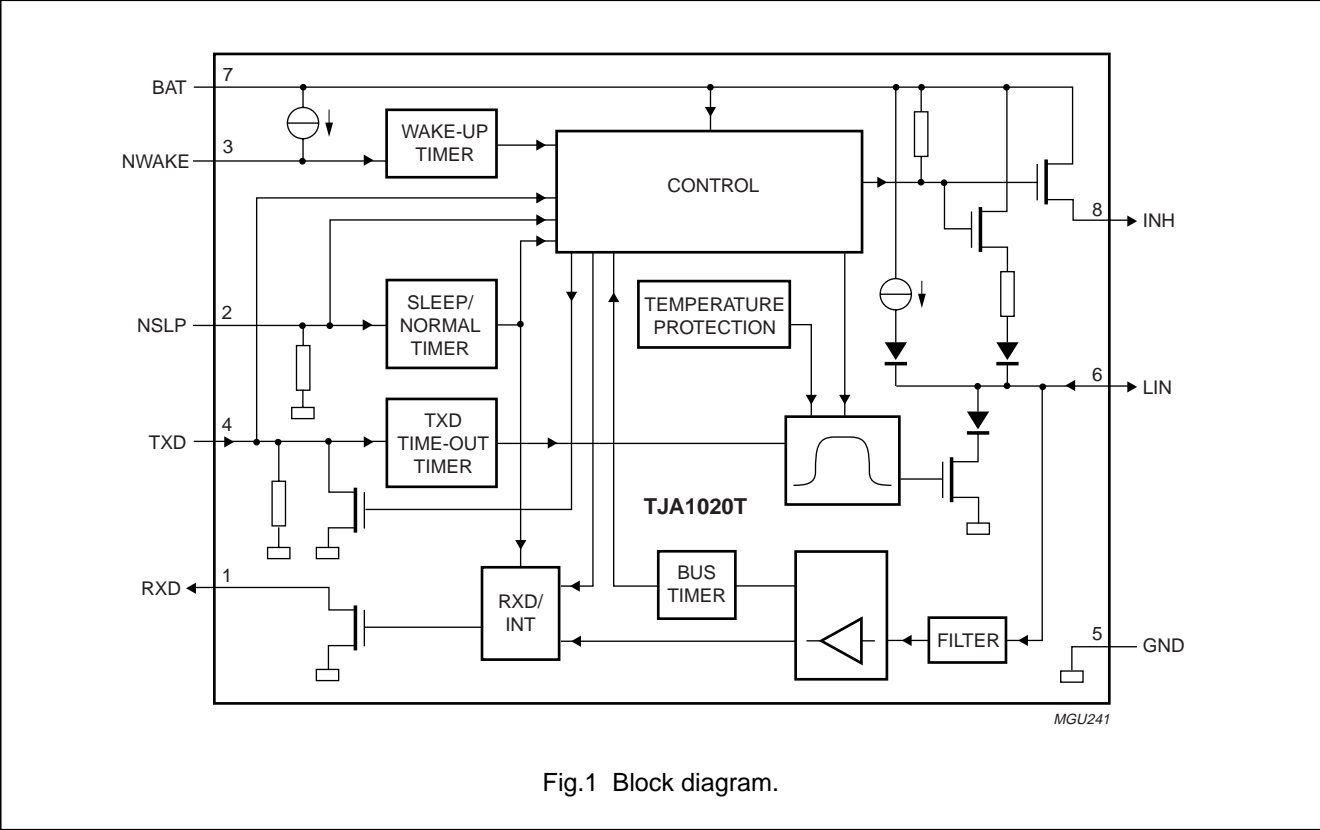 7
BAT
3
NWAKE
WAKE-UP
TIMER
CONTROL
8
INH
2
NSLP
SLEEP/
NORMAL
TIMER
TEMPERATURE
PROTECTION
6
LIN
4
TXD
TXD
TIME-OUT
TIMER
TJA1020T
1
RXD
RXD/
INT
BUS
TIMER
FILTER
5
GND
MGU241
Fig.1 Block diagram.